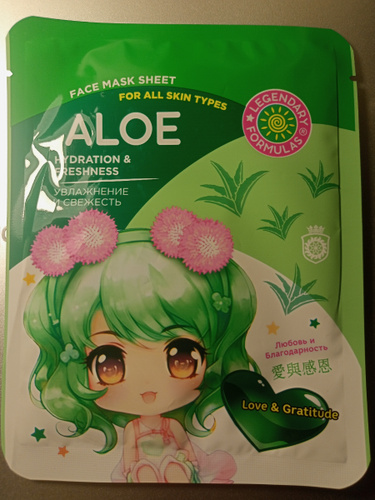 FACE MASK SHEET
FOR ALL SKIN TYPES
ALOE
HYDRATION &
FRESHNESS
УВЛАЖНЕНИЕ
И СВЕЖЕСТЬ
LEGENDARY
FORMULAS®
Любовь и
Благодарность
愛與感恩
Love & Gratitude